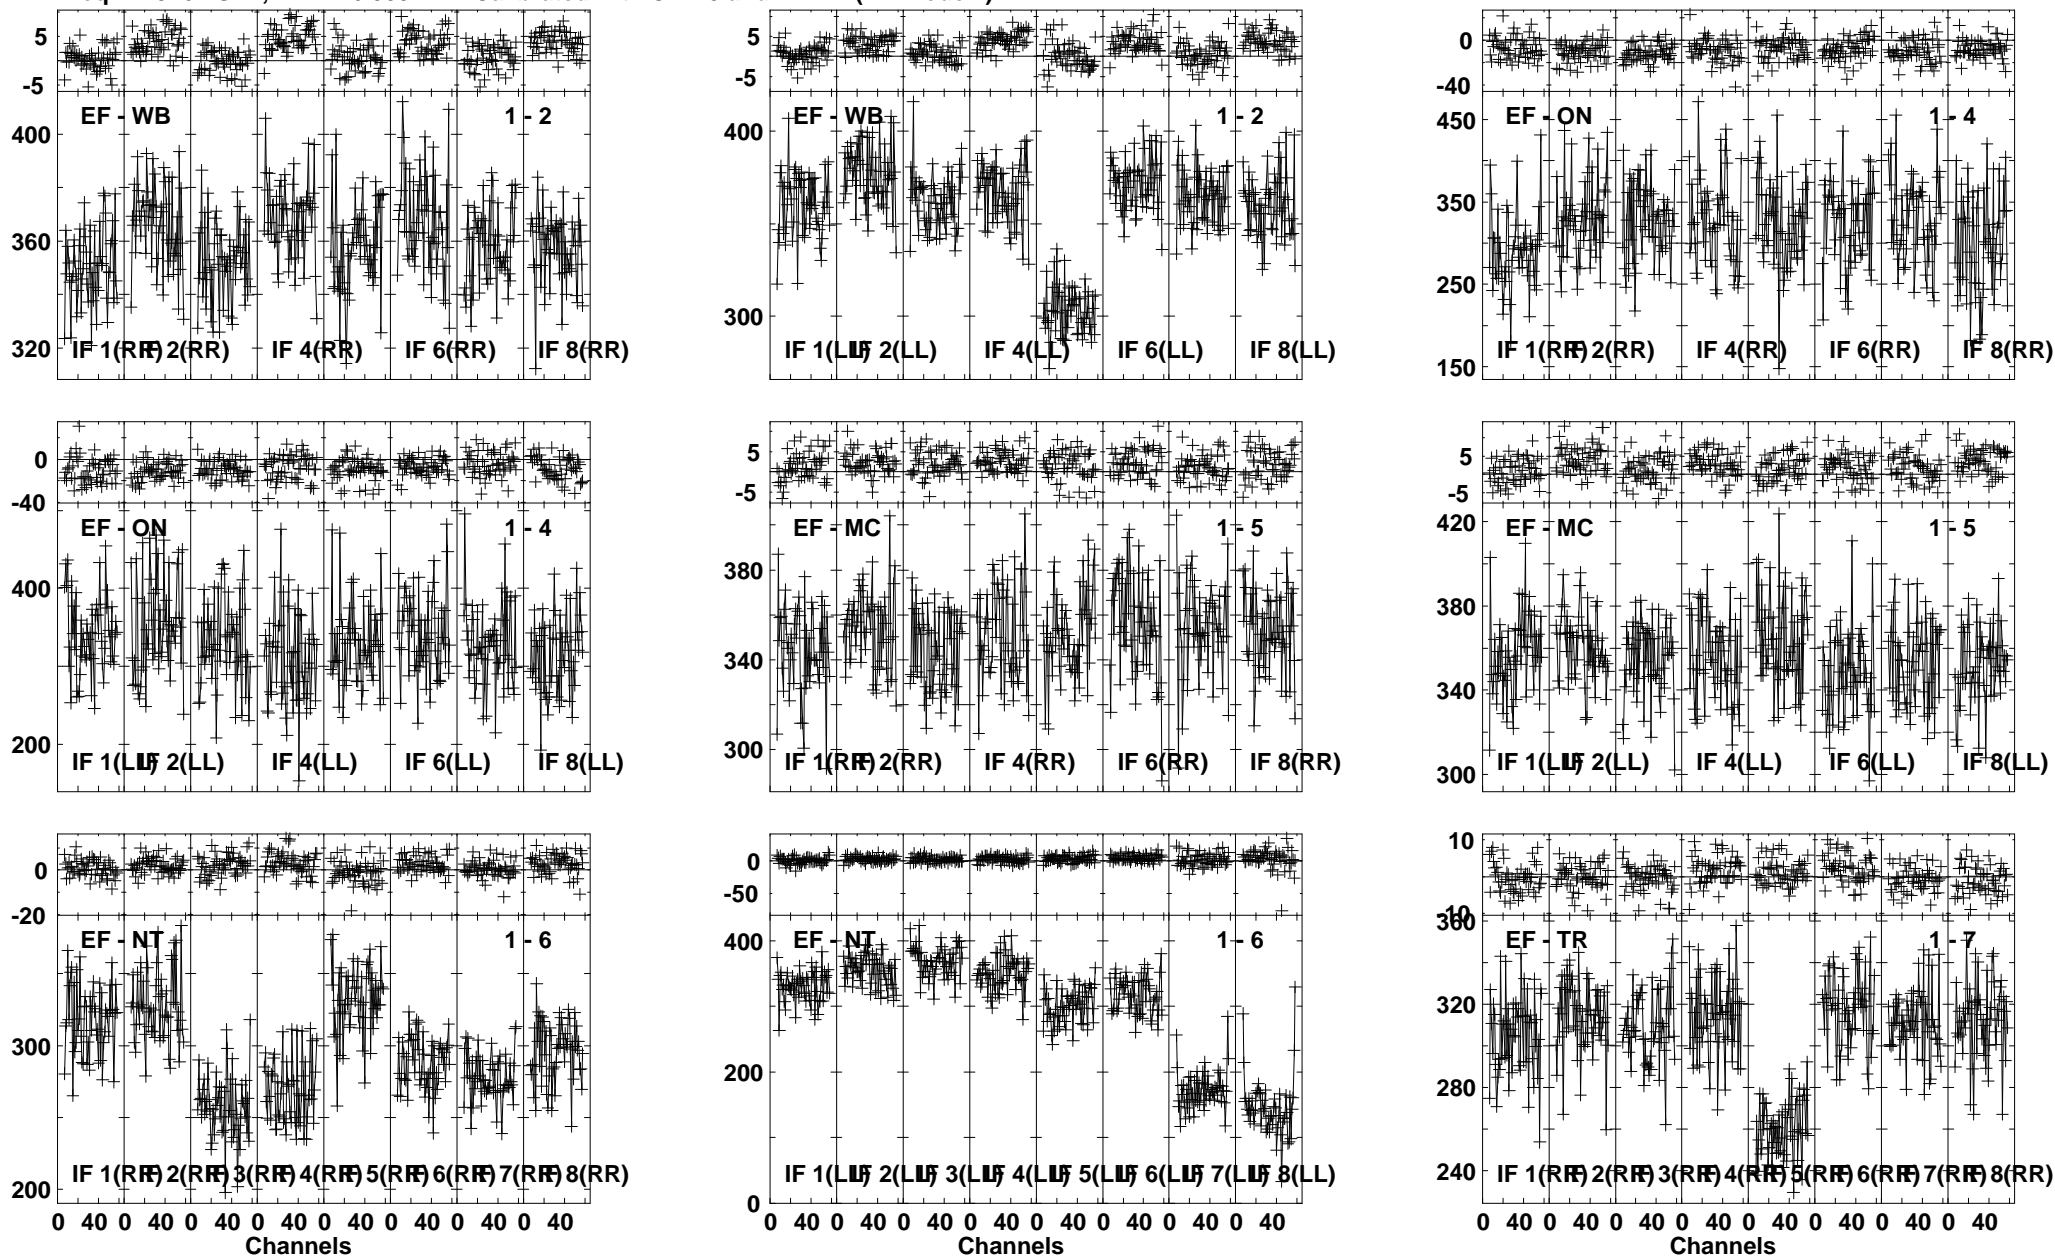 5
-5
EF - WB 1 - 2
400
360
320
IF 1(RR) IF 2(RR) IF 4(RR) IF 6(RR) IF 8(RR)
5
-5
EF - WB 1 - 2
400
300
IF 1(LL) IF 2(LL) IF 4(LL) IF 6(LL) IF 8(LL)
0
-40
EF - ON 1 - 4
450
350
250
150
IF 1(RR) IF 2(RR) IF 4(RR) IF 6(RR) IF 8(RR)
0
-40
EF - ON 1 - 4
400
200
IF 1(LL) IF 2(LL) IF 4(LL) IF 6(LL) IF 8(LL)
5
-5
EF - MC 1 - 5
380
340
300
IF 1(RR) IF 2(RR) IF 4(RR) IF 6(RR) IF 8(RR)
5
-5
EF - MC 1 - 5
420
380
340
300
IF 1(LL) IF 2(LL) IF 4(LL) IF 6(LL) IF 8(LL)
0
-20
EF - NT 1 - 6
300
200
IF 1(RR) IF 2(RR) IF 3(RR) IF 4(RR) IF 5(RR) IF 6(RR) IF 7(RR) IF 8(RR)
0 40 0 40 0 40 0 40 0 40 0 40 0 40 0 40
Channels
0
-50
EF - NT 1 - 6
400
200
0
IF 1(LL) IF 2(LL) IF 3(LL) IF 4(LL) IF 5(LL) IF 6(LL) IF 7(LL) IF 8(LL)
0 40 0 40 0 40 0 40 0 40 0 40 0 40 0 40
Channels
10
-10
EF - TR 1 - 7
360
320
280
240
IF 1(RR) IF 2(RR) IF 3(RR) IF 4(RR) IF 5(RR) IF 6(RR) IF 7(RR) IF 8(RR)
0 40 0 40 0 40 0 40 0 40 0 40 0 40 0 40
Channels